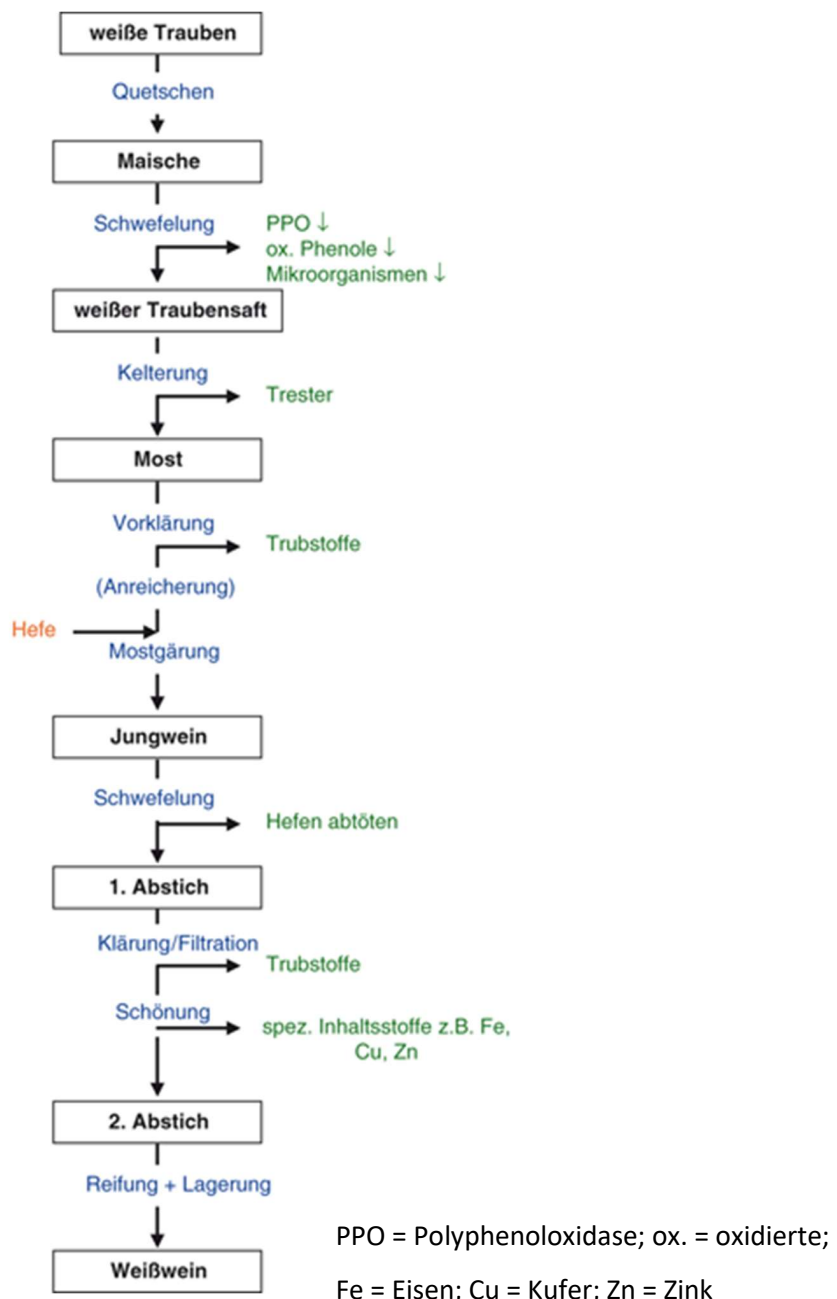 weiße Trauben
Quetschen
Maische
Schwefelung
PPO ↓
ox. Phenole ↓
Mikroorganismen ↓
weißer Traubensaft
Kelterung
Trester
Most
Vorklärung
Trubstoffe
(Anreicherung)
Hefe
Mostgärung
Jungwein
Schwefelung
Hefen abtöten
1. Abstich
Klärung/Filtration
Trubstoffe
Schönung
spez. Inhaltsstoffe z.B. Fe,
Cu, Zn
2. Abstich
Reifung + Lagerung
Weißwein
PPO = Polyphenoloxidase; ox. = oxidierte;
Fe = Eisen; Cu = Kufer; Zn = Zink